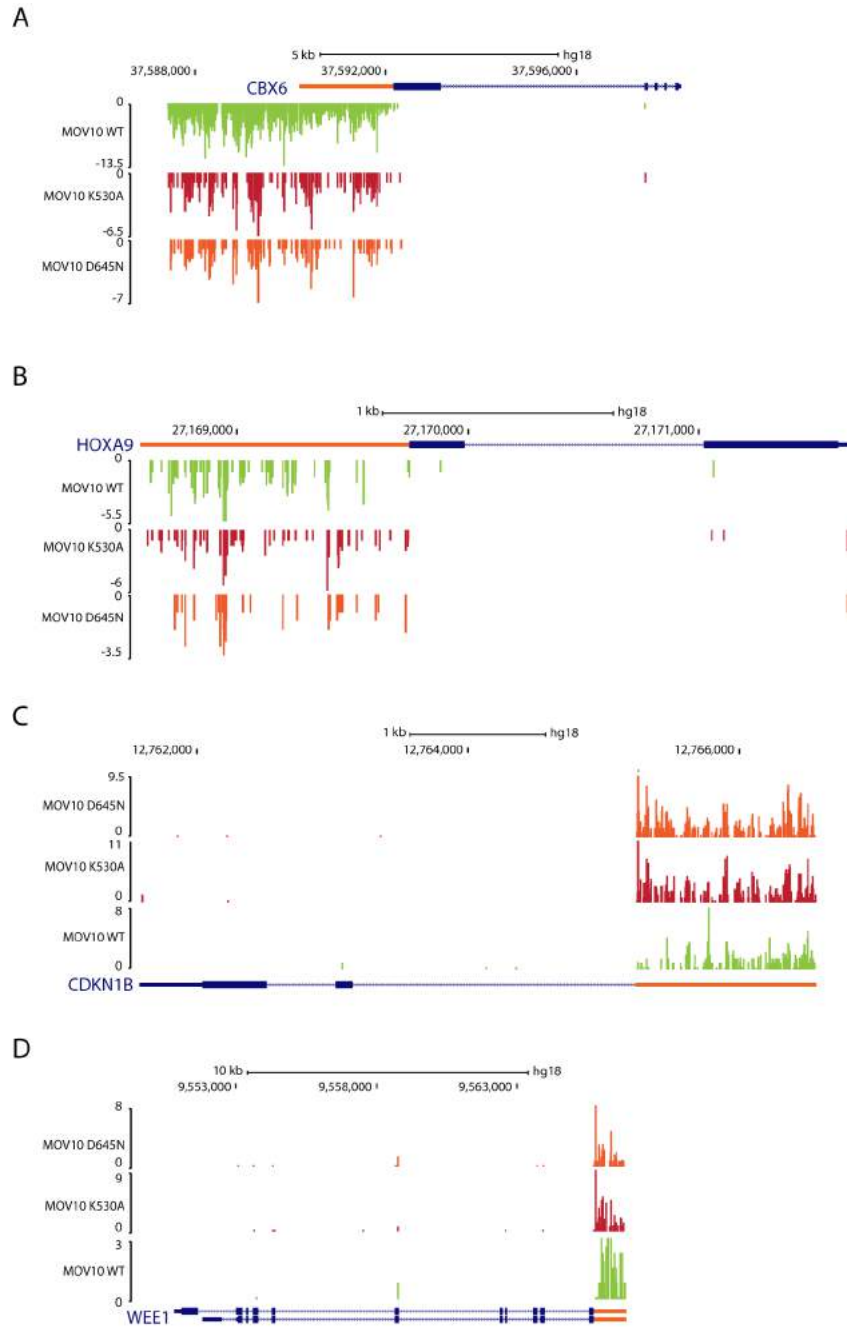 A
5 kb hg18
37,588,000 37,592,000 37,596,000
CBX6
0
MOV10 WT
-13.5
0
MOV10 K530A
-6.5
0
MOV10 D645N
-7
B
1 kb hg18
27,169,000 27,170,000 27,171,000
HOXA9
0
MOV10 WT
-5.5
0
MOV10 K530A
-6
0
MOV10 D645N
-3.5
C
1 kb hg18
12,762,000 12,764,000 12,766,000
9.5
MOV10 D645N
0
11
MOV10 K530A
0
8
MOV10 WT
0
CDKN1B
D
10 kb hg18
9,553,000 9,558,000 9,563,000
8
MOV10 D645N
0
9
MOV10 K530A
0
3
MOV10 WT
0
WEE1